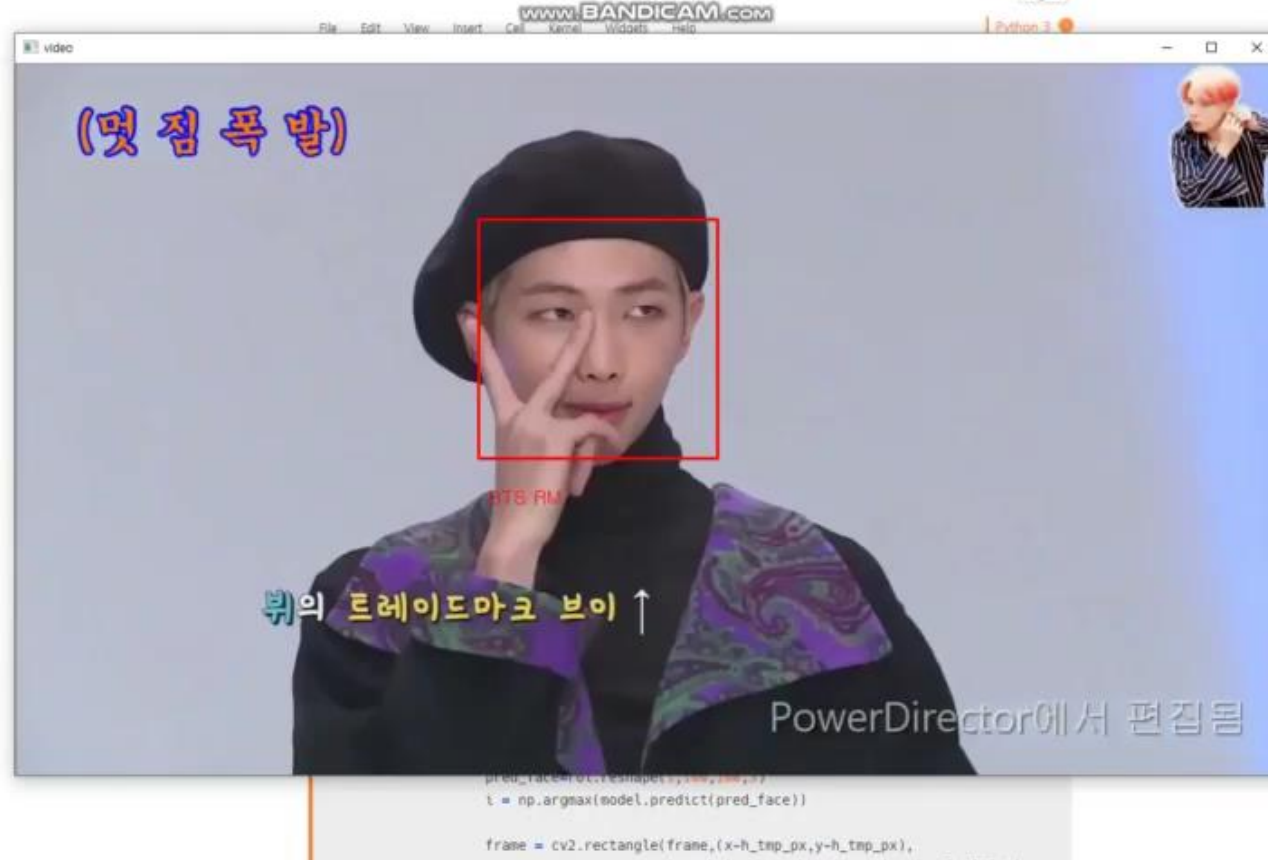 www.BANDICAM.com
File Edit View Insert Cell Kernel Widgets Help
Python 3
video
(멋 짐 폭 발)
BTS RM
뷔의 트레이드마크 브이 ↑
PowerDirector에서 편집됨
i = np.argmax(model.predict(pred_face))
frame = cv2.rectangle(frame,(x-h_tmp_px,y-h_tmp_px),